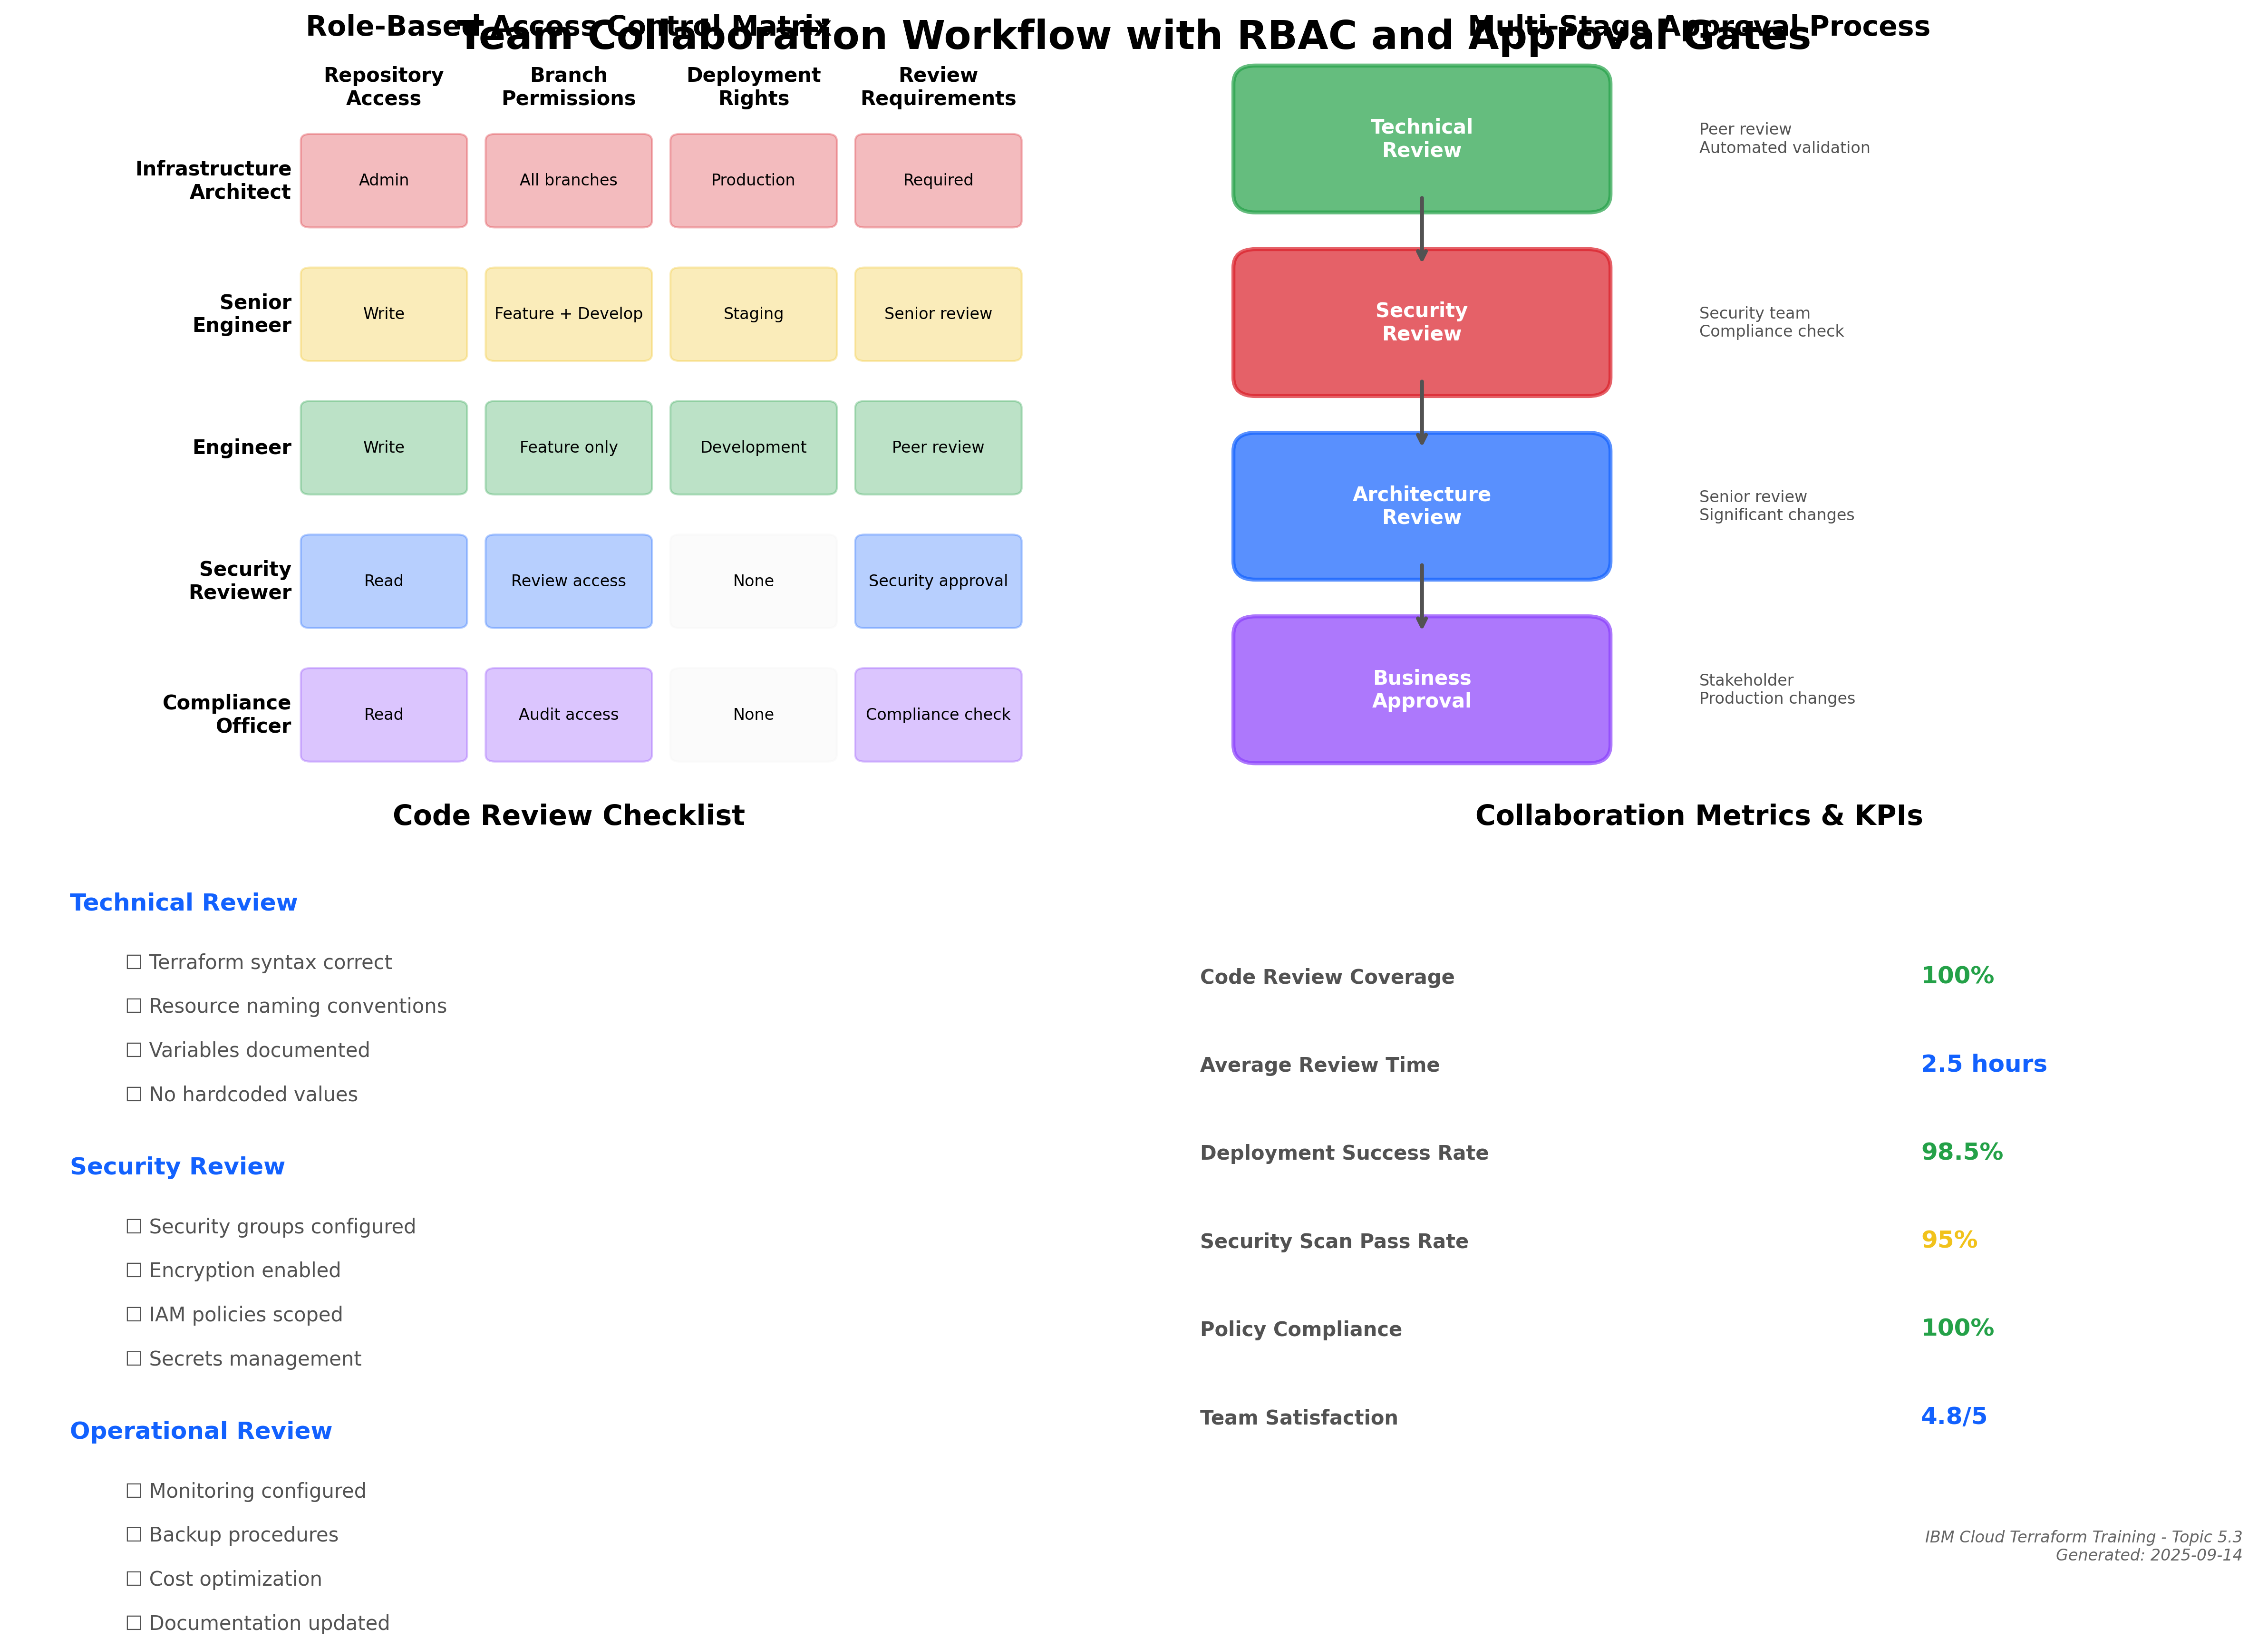 Team Collaboration Workflow with RBAC and Approval Gates
Role-Based Access Control Matrix
Repository
Access
Branch
Permissions
Deployment
Rights
Review
Requirements
Infrastructure
Architect
Admin
All branches
Production
Required
Senior
Engineer
Write
Feature + Develop
Staging
Senior review
Engineer
Write
Feature only
Development
Peer review
Security
Reviewer
Read
Review access
None
Security approval
Compliance
Officer
Read
Audit access
None
Compliance check
Multi-Stage Approval Process
Technical
Review
Peer review
Automated validation
Security
Review
Security team
Compliance check
Architecture
Review
Senior review
Significant changes
Business
Approval
Stakeholder
Production changes
Code Review Checklist
Technical Review
☐ Terraform syntax correct
☐ Resource naming conventions
☐ Variables documented
☐ No hardcoded values
Security Review
☐ Security groups configured
☐ Encryption enabled
☐ IAM policies scoped
☐ Secrets management
Operational Review
☐ Monitoring configured
☐ Backup procedures
☐ Cost optimization
☐ Documentation updated
Collaboration Metrics & KPIs
Code Review Coverage 100%
Average Review Time 2.5 hours
Deployment Success Rate 98.5%
Security Scan Pass Rate 95%
Policy Compliance 100%
Team Satisfaction 4.8/5
IBM Cloud Terraform Training - Topic 5.3
Generated: 2025-09-14